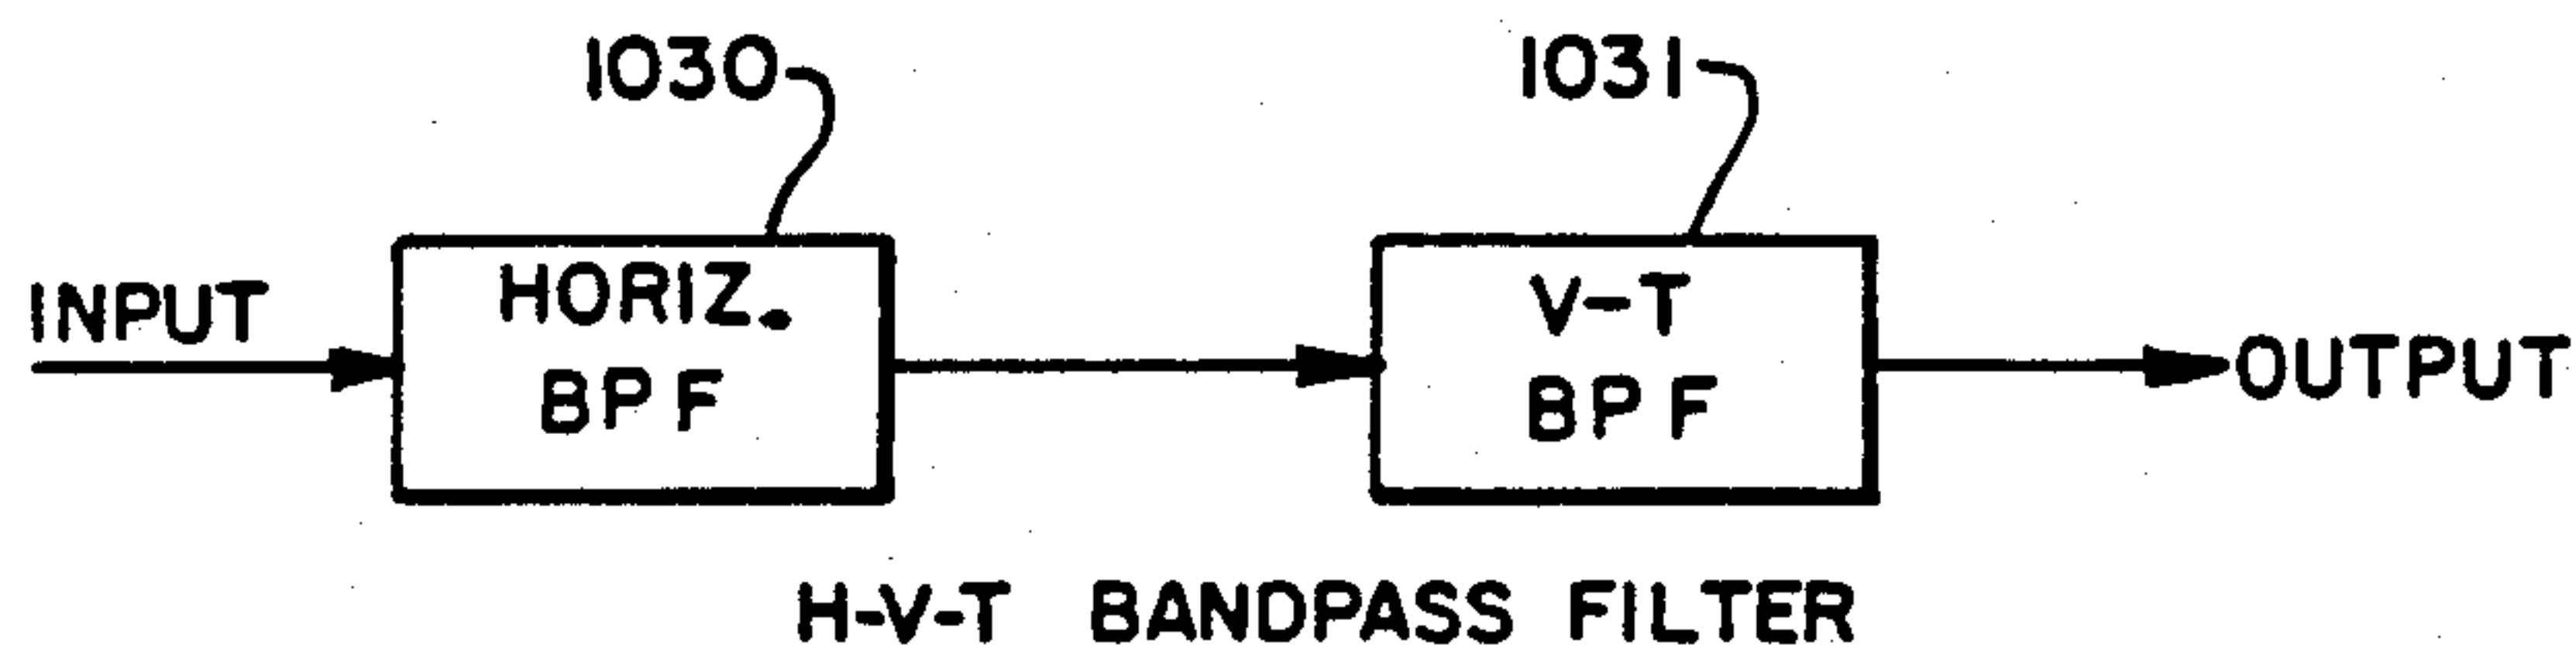 1030
1031
INPUT
HORIZ.
BPF
V-T
BPF
OUTPUT
H-V-T BANDPASS FILTER